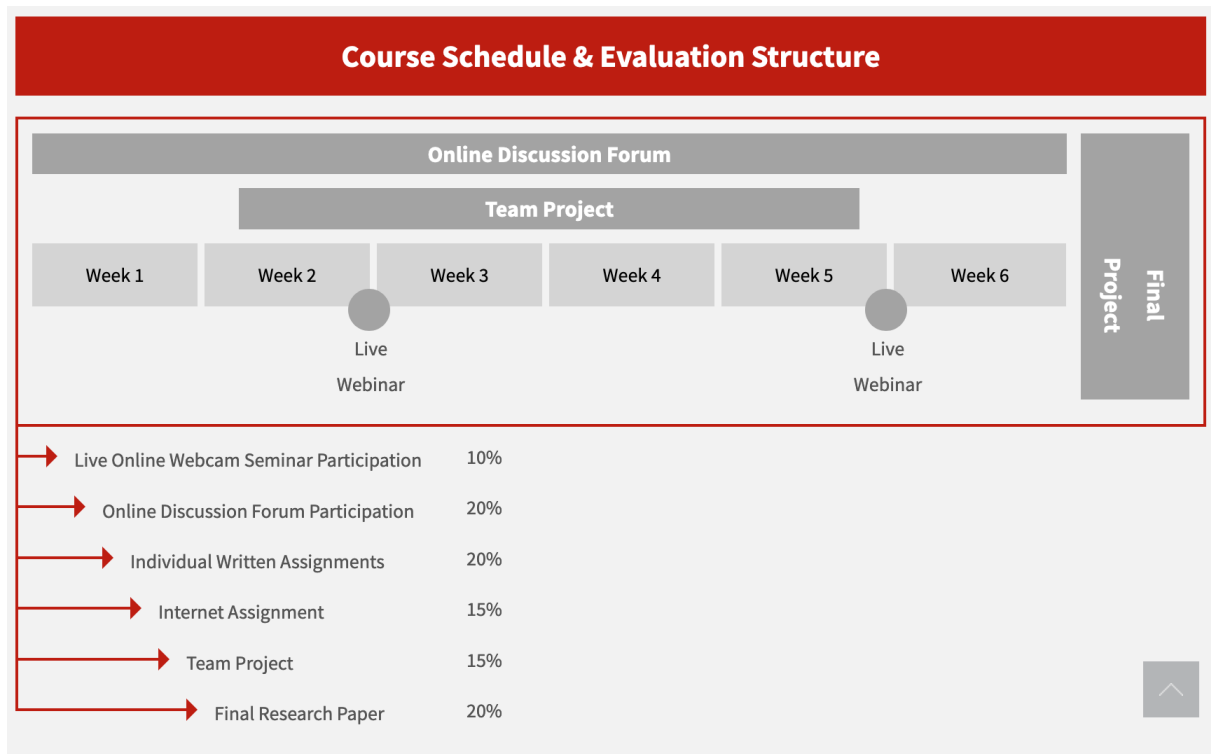 Course Schedule & Evaluation Structure
Online Discussion Forum
Team Project
Week 1
Week 2
Week 3
Week 4
Week 5
Week 6
Final
Project
Live
Webinar
Live
Webinar
Live Online Webcam Seminar Participation 10%
Online Discussion Forum Participation 20%
Individual Written Assignments 20%
Internet Assignment 15%
Team Project 15%
Final Research Paper 20%